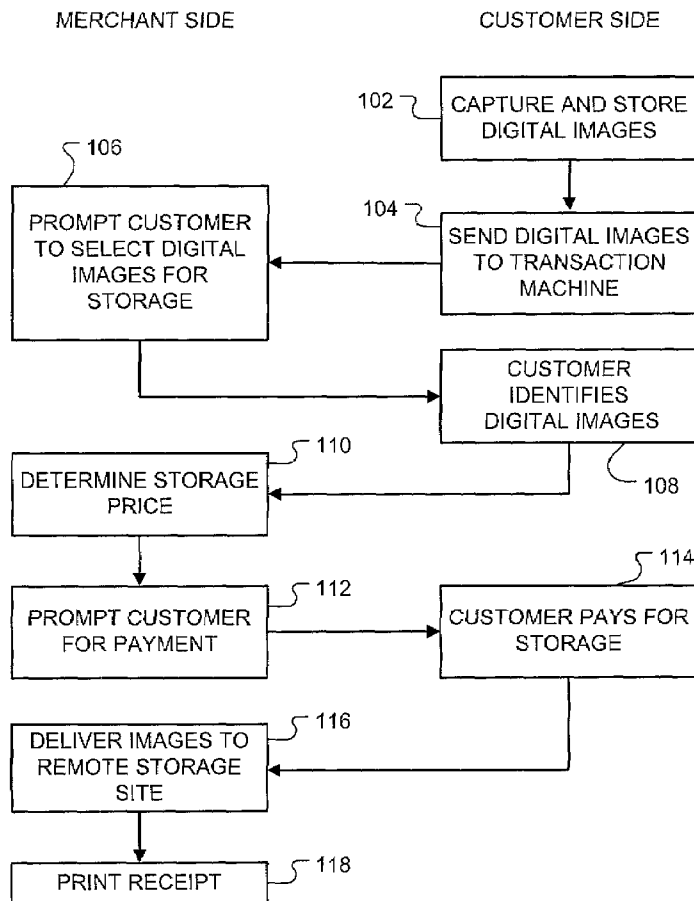 MERCHANT SIDE
CUSTOMER SIDE
102
CAPTURE AND STORE
DIGITAL IMAGES
106
PROMPT CUSTOMER
TO SELECT DIGITAL
IMAGES FOR
STORAGE
104
SEND DIGITAL IMAGES
TO TRANSACTION
MACHINE
CUSTOMER
IDENTIFIES
DIGITAL IMAGES
108
110
DETERMINE STORAGE
PRICE
112
PROMPT CUSTOMER
FOR PAYMENT
114
CUSTOMER PAYS FOR
STORAGE
116
DELIVER IMAGES TO
REMOTE STORAGE
SITE
118
PRINT RECEIPT